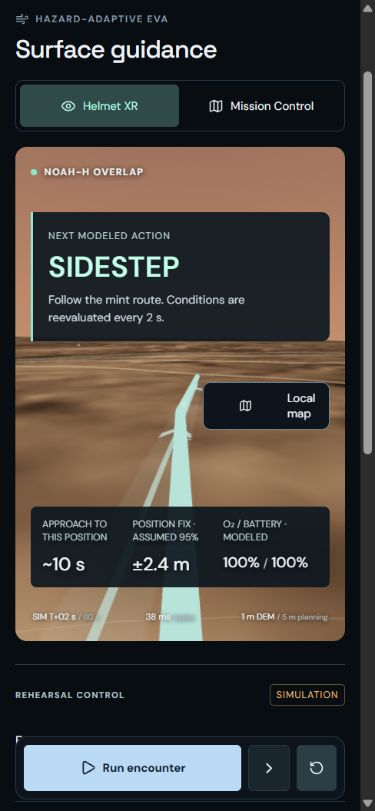 HAZARD-ADAPTIVE EVA
Surface guidance
Helmet XR
Mission Control
NOAH-H OVERLAP
NEXT MODELED ACTION
SIDESTEP
Follow the mint route. Conditions are
reevaluated every 2 s.
Local
map
APPROACH TO
THIS POSITION
~10 s
POSITION FIX ·
ASSUMED 95%
±2.4 m
O₂ / BATTERY ·
MODELED
100% / 100%
SIM T+02 s / 60
38 ms
1 m DEM / 5 m planning
REHEARSAL CONTROL
SIMULATION
Run encounter